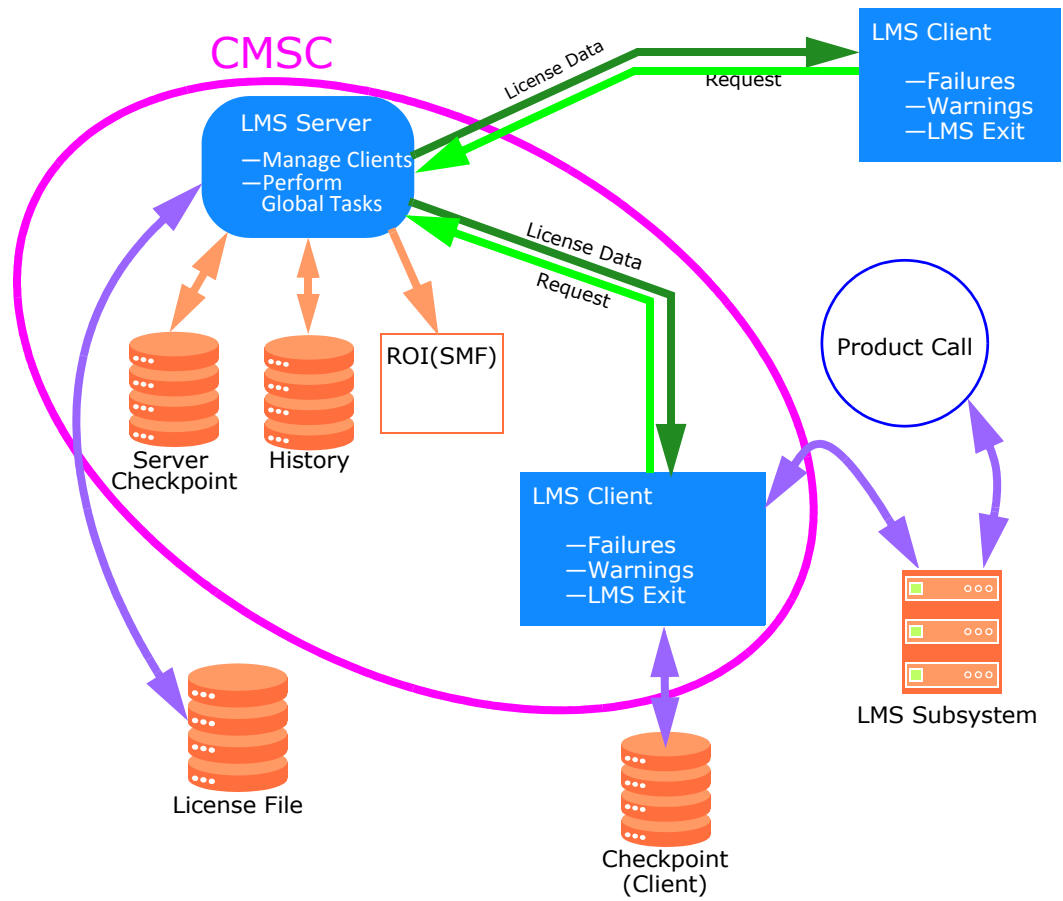 CMSC
LMS Server
—Manage Clients
—Perform
Global Tasks
License Data
Request
LMS Client
—Failures
—Warnings
—LMS Exit
License Data
Request
ROI(SMF)
Server
Checkpoint
History
Product Call
LMS Client
—Failures
—Warnings
—LMS Exit
LMS Subsystem
License File
Checkpoint
(Client)